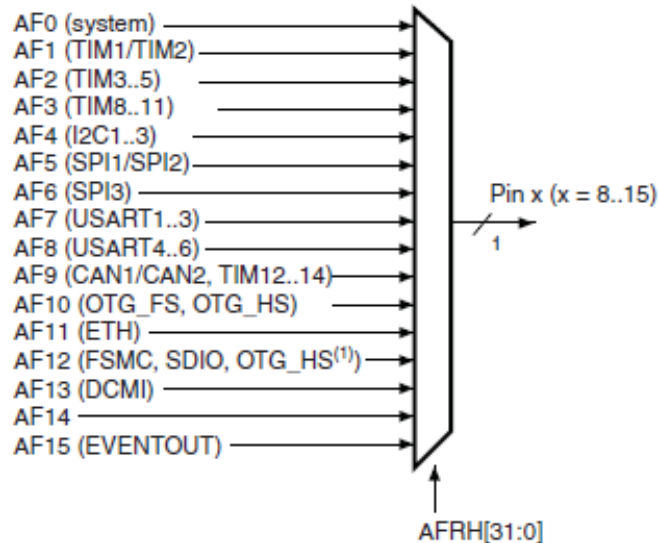 AF0 (system)
AF1 (TIM1/TIM2)
AF2 (TIM3..5)
AF3 (TIM8..11)
AF4 (I2C1..3)
AF5 (SPI1/SPI2)
AF6 (SPI3)
AF7 (USART1..3)
AF8 (USART4..6)
AF9 (CAN1/CAN2, TIM12..14)
AF10 (OTG_FS, OTG_HS)
AF11 (ETH)
AF12 (FSMC, SDIO, OTG_HS(1))
AF13 (DCMI)
AF14
AF15 (EVENTOUT)
Pin x (x = 8..15)
1
AFRH[31:0]